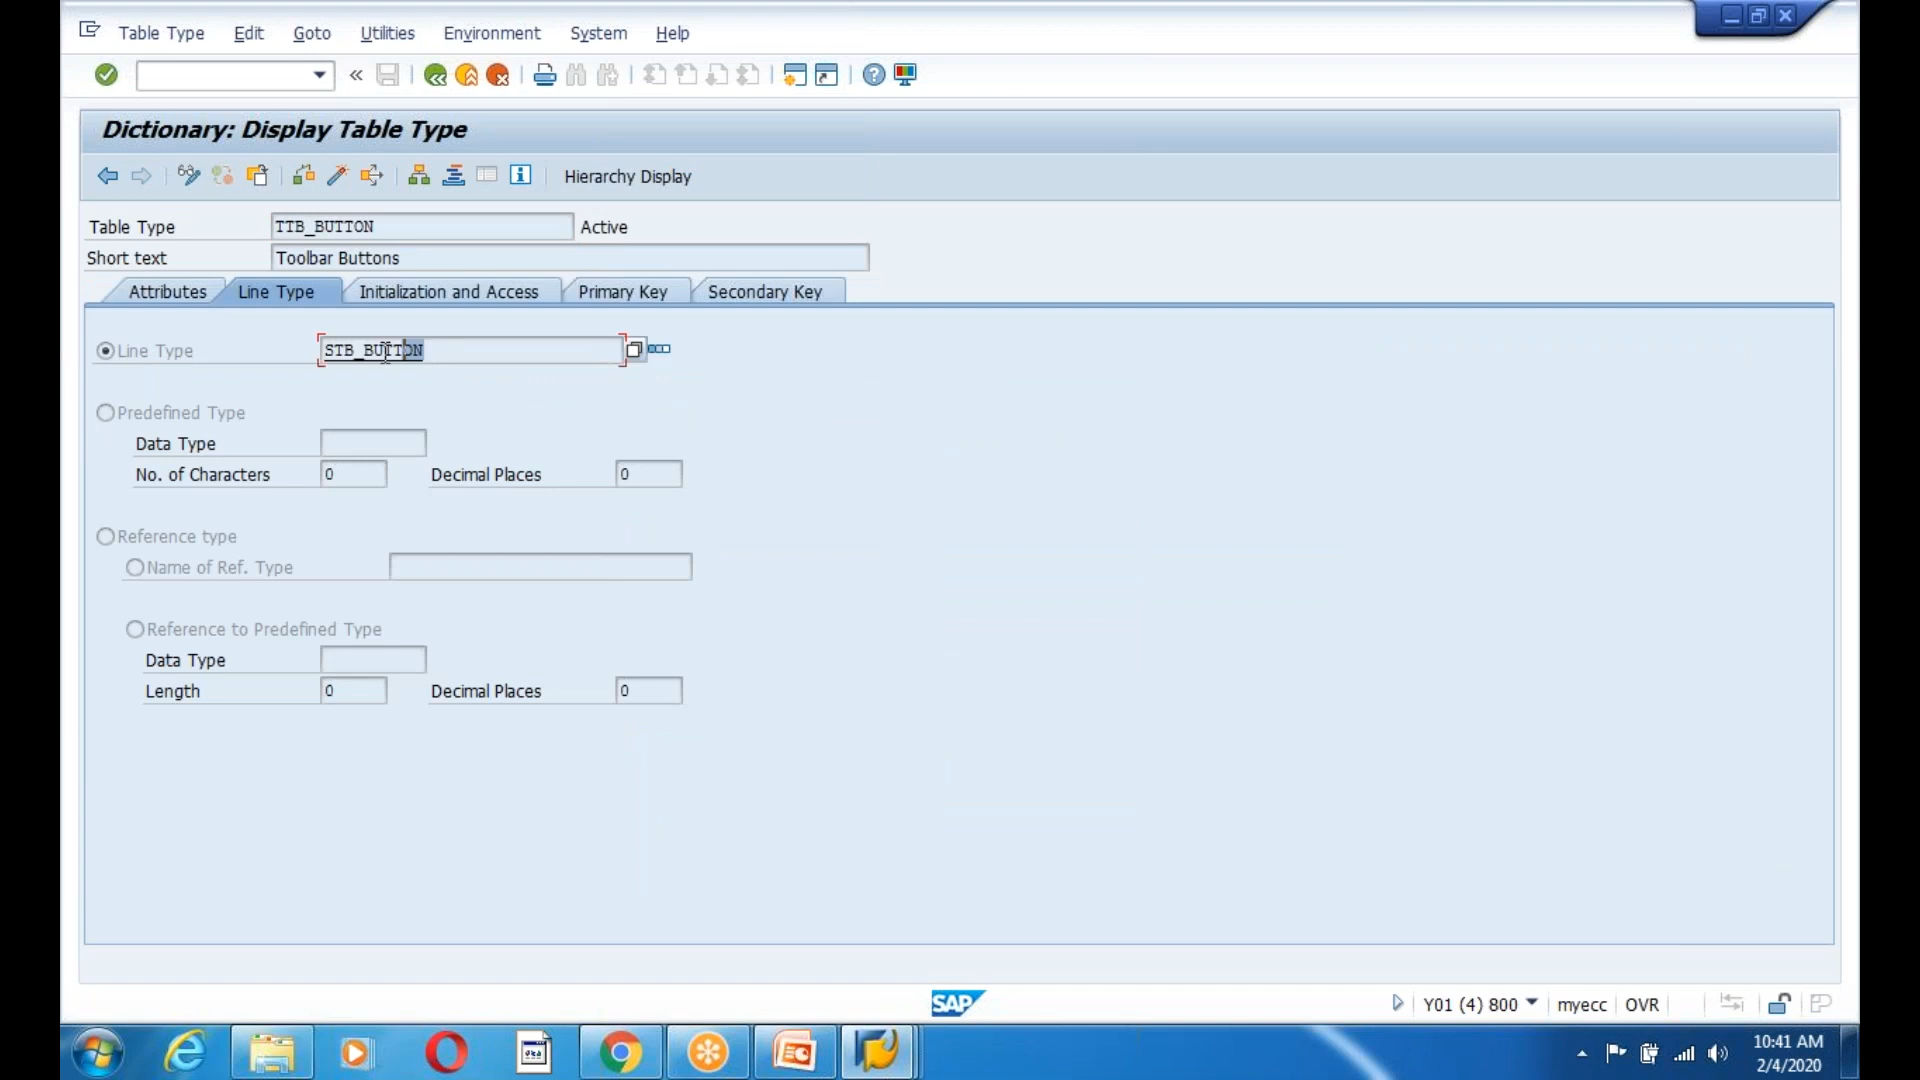 Table Type Edit Goto Utilities Environment System Help
Dictionary: Display Table Type
Hierarchy Display
Table Type TTB_BUTTON Active
Short text Toolbar Buttons
Attributes Line Type Initialization and Access Primary Key Secondary Key
Line Type STB_BUTTON
Predefined Type
Data Type
No. of Characters 0 Decimal Places 0
Reference type
Name of Ref. Type
Reference to Predefined Type
Data Type
Length 0 Decimal Places 0
SAP Y01 (4) 800 myecc OVR
10:41 AM
2/4/2020